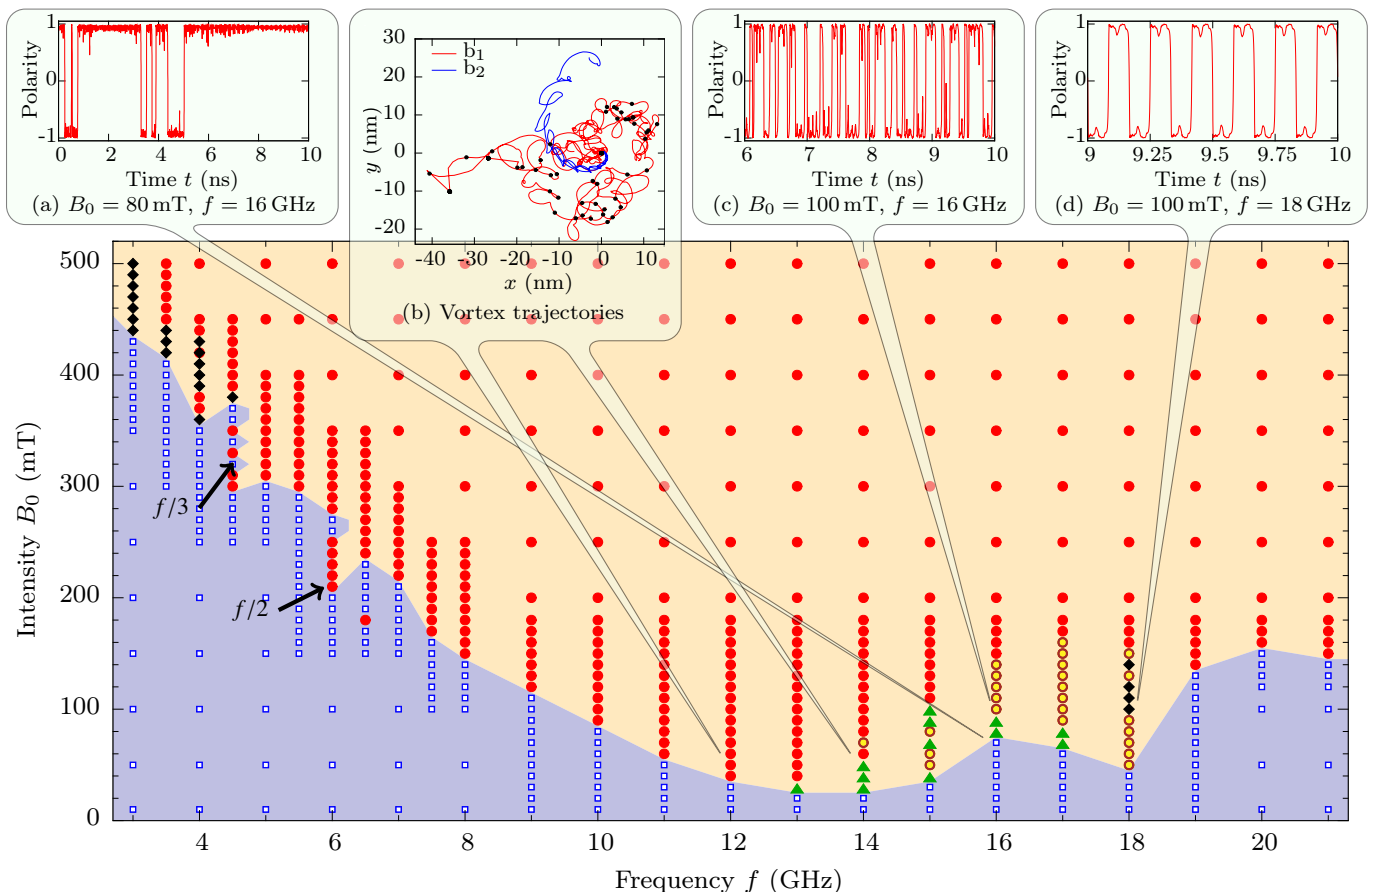 1
0
-1
Polarity
0 2 4 6 8 10
Time t (ns)
(a) B₀ = 80 mT, f = 16 GHz
30
20
10
0
-10
-20
y (nm)
b₁
b₂
-40 -30 -20 -10 0 10
x (nm)
(b) Vortex trajectories
1
0
-1
Polarity
6 7 8 9 10
Time t (ns)
(c) B₀ = 100 mT, f = 16 GHz
1
0
-1
Polarity
9 9.25 9.5 9.75 10
Time t (ns)
(d) B₀ = 100 mT, f = 18 GHz
500
400
300
200
100
0
Intensity B₀ (mT)
f/3
f/2
4 6 8 10 12 14 16 18 20
Frequency f (GHz)